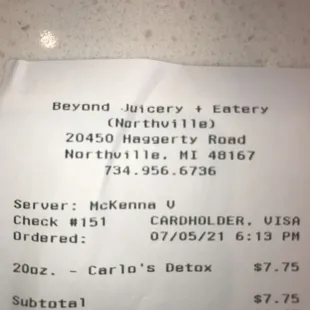 Beyond Juicery + Eatery
(Northville)
20450 Haggerty Road
Northville, MI 48167
734.956.6736
Server: McKenna V
Check #151 CARDHOLDER, VISA
Ordered: 07/05/21 6:13 PM
20oz. - Carlo's Detox $7.75
Subtotal $7.75